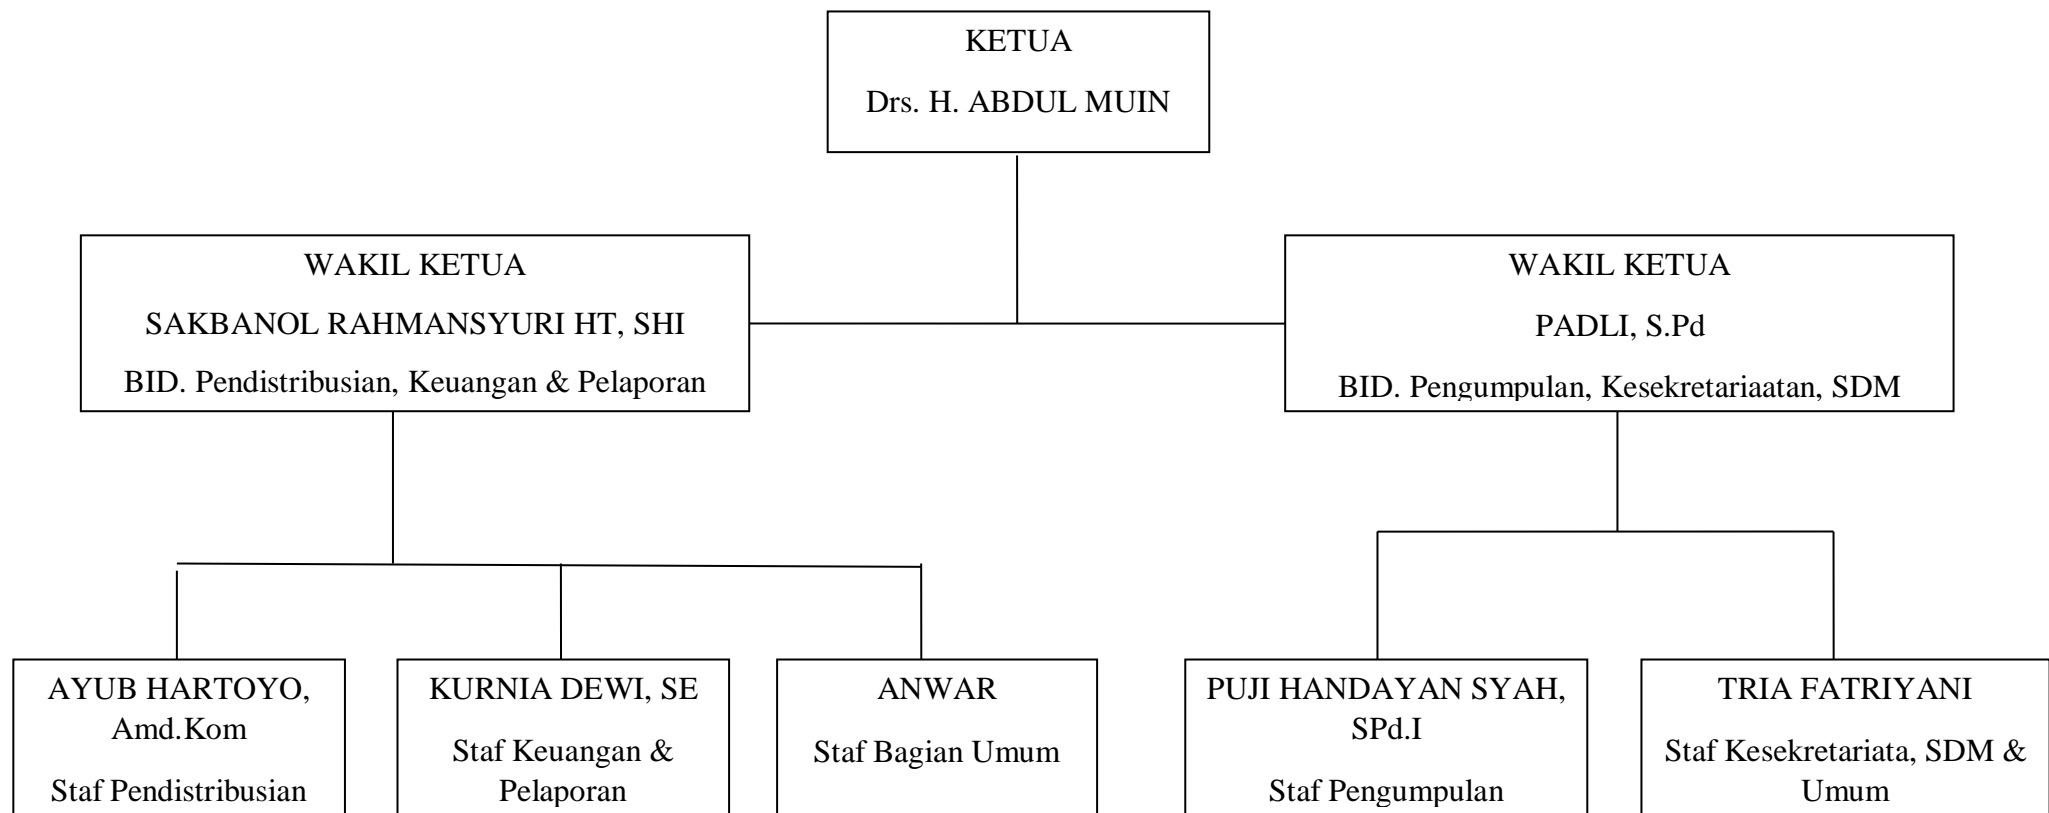 KETUA
Drs. H. ABDUL MUIN
WAKIL KETUA
SAKBANOL RAHMANSYURI HT, SHI
BID. Pendistribusian, Keuangan & Pelaporan
WAKIL KETUA
PADLI, S.Pd
BID. Pengumpulan, Kesekretariaatan, SDM
AYUB HARTOYO,
Amd.Kom
Staf Pendistribusian
KURNIA DEWI, SE
Staf Keuangan &
Pelaporan
ANWAR
Staf Bagian Umum
PUJI HANDAYAN SYAH,
SPd.I
Staf Pengumpulan
TRIA FATRIYANI
Staf Kesekretariata, SDM &
Umum